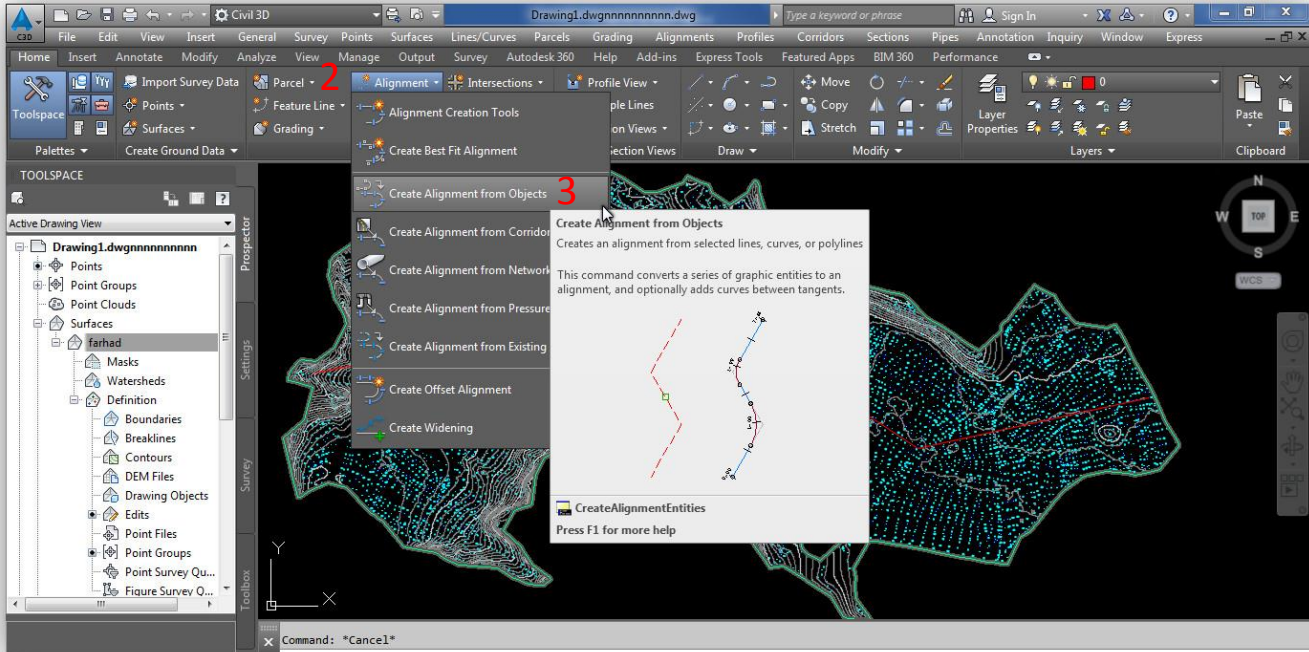 C3D
Civil 3D
Drawing1.dwgnnnnnnnnnn.dwg
Type a keyword or phrase
Sign In
File Edit View Insert General Survey Points Surfaces Lines/Curves Parcels Grading Alignments Profiles Corridors Sections Pipes Annotation Inquiry Window Express
Home Insert Annotate Modify Analyze View Manage Output Survey Autodesk 360 Help Add-ins Express Tools Featured Apps BIM 360 Performance
2
Toolspace
Import Survey Data
Points
Surfaces
Parcel
Feature Line
Grading
Alignment
Intersections
Profile View
ple Lines
on Views
Section Views
Move
Copy
Stretch
Layer
Properties
0
Paste
Palettes
Create Ground Data
Draw
Modify
Layers
Clipboard
Alignment Creation Tools
Create Best Fit Alignment
Create Alignment from Objects
3
Create Alignment from Corridor
Create Alignment from Network
Create Alignment from Pressure
Create Alignment from Existing
Create Offset Alignment
Create Widening
Create Alignment from Objects
Creates an alignment from selected lines, curves, or polylines
This command converts a series of graphic entities to an
alignment, and optionally adds curves between tangents.
CreateAlignmentEntities
Press F1 for more help
TOOLSPACE
Active Drawing View
Drawing1.dwgnnnnnnnnnn
Points
Point Groups
Point Clouds
Surfaces
farhad
Masks
Watersheds
Definition
Boundaries
Breaklines
Contours
DEM Files
Drawing Objects
Edits
Point Files
Point Groups
Point Survey Qu...
Figure Survey Q...
Prospector
Settings
Survey
Toolbox
N
W TOP E
S
WCS
Y
X
Command: *Cancel*